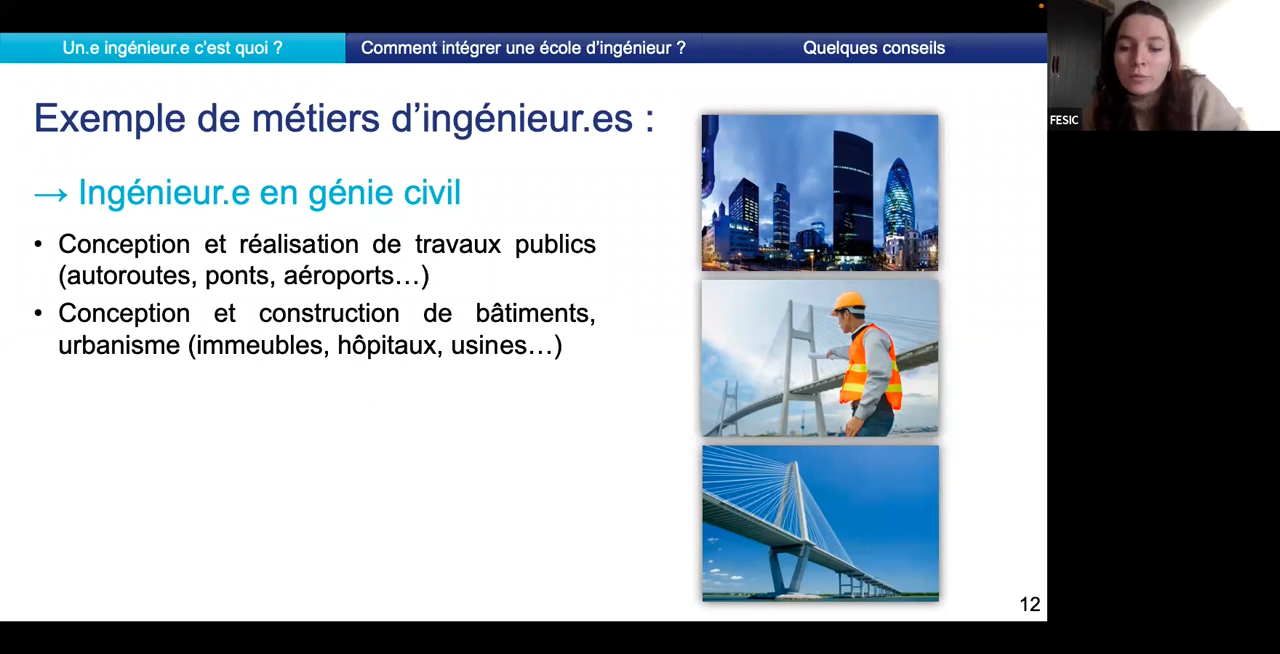 Un.e ingénieur.e c’est quoi ?
Comment intégrer une école d’ingénieur ?
Quelques conseils
FESIC
Exemple de métiers d’ingénieur.es :
→ Ingénieur.e en génie civil
• Conception et réalisation de travaux publics
(autoroutes, ponts, aéroports…)
• Conception et construction de bâtiments,
urbanisme (immeubles, hôpitaux, usines…)
12